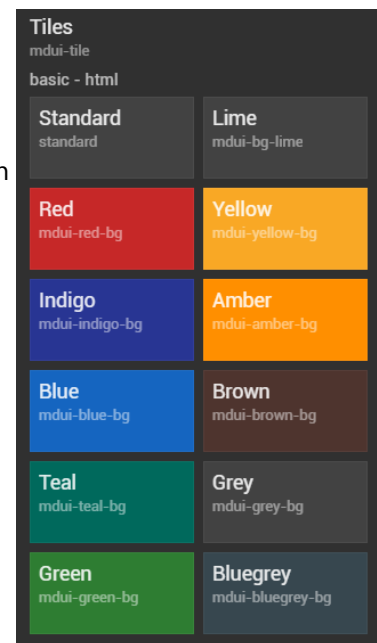 Tiles
mdui-tile
basic - html
Standard
standard
Lime
mdui-bg-lime
Red
mdui-red-bg
Yellow
mdui-yellow-bg
Indigo
mdui-indigo-bg
Amber
mdui-amber-bg
Blue
mdui-blue-bg
Brown
mdui-brown-bg
Teal
mdui-teal-bg
Grey
mdui-grey-bg
Green
mdui-green-bg
Bluegrey
mdui-bluegrey-bg